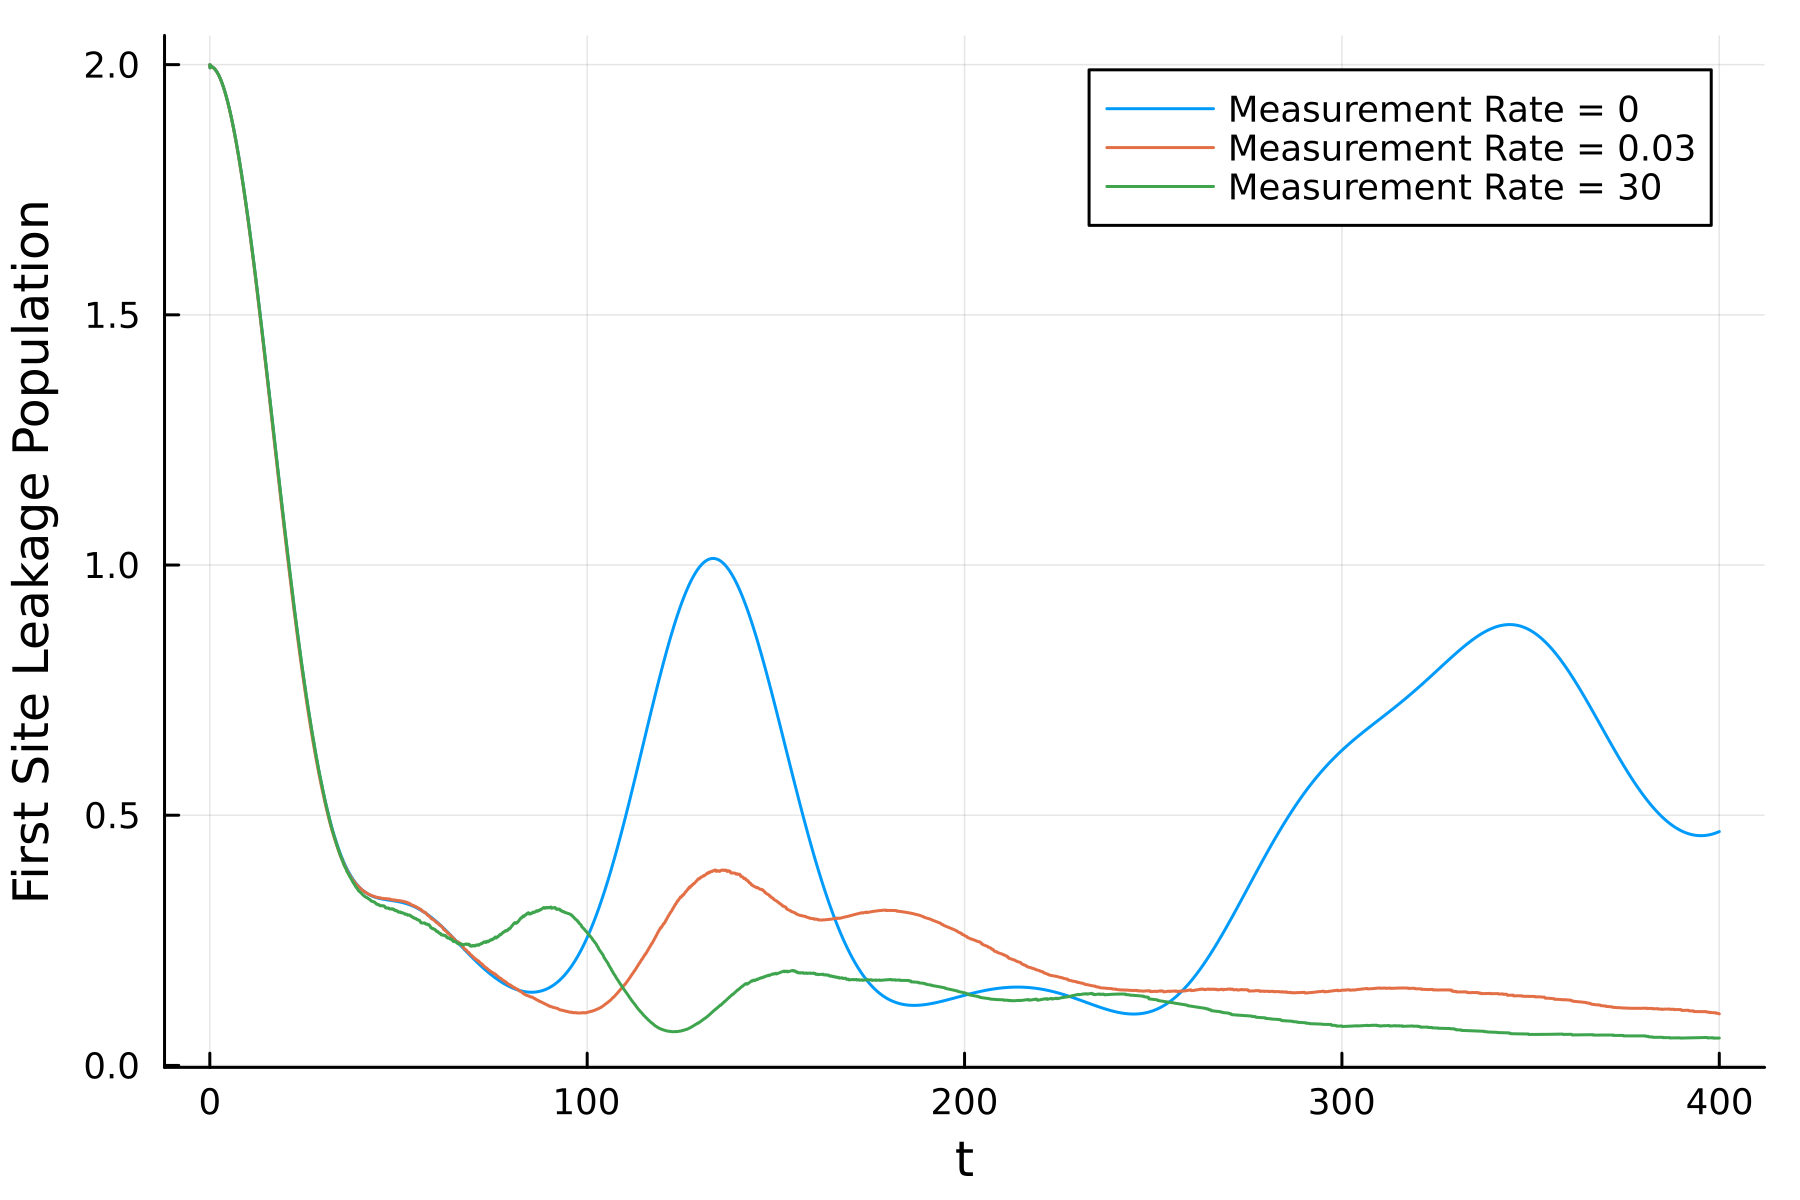 First Site Leakage Population
2.0
1.5
1.0
0.5
0.0
Measurement Rate = 0
Measurement Rate = 0.03
Measurement Rate = 30
0 100 200 300 400
t